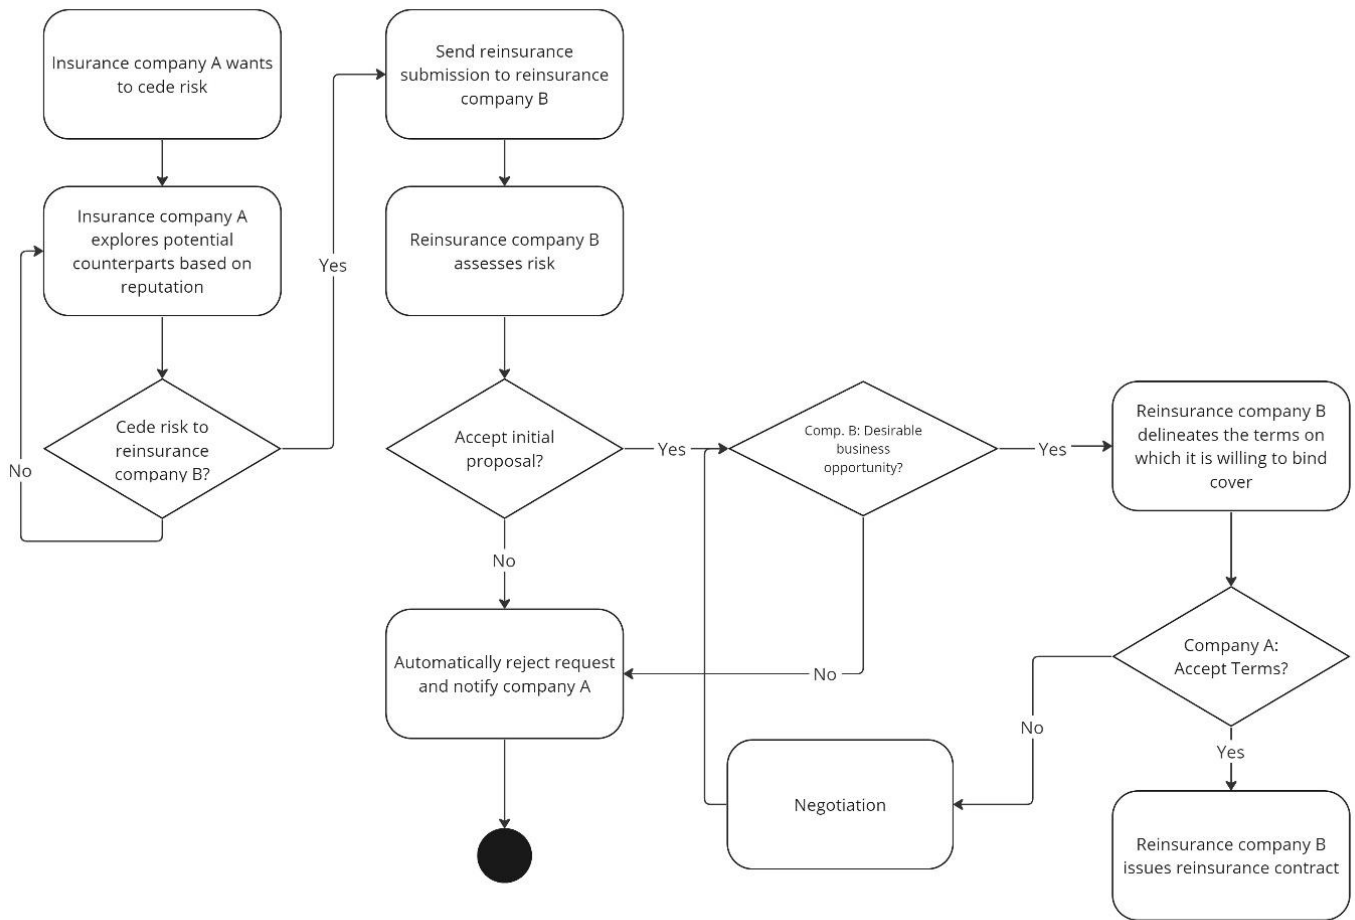 Insurance company A wants
to cede risk
Insurance company A
explores potential
counterparts based on
reputation
Cede risk to
reinsurance
company B?
No
Yes
Send reinsurance
submission to reinsurance
company B
Reinsurance company B
assesses risk
Accept initial
proposal?
Yes
No
Automatically reject request
and notify company A
Comp. B: Desirable
business
opportunity?
No
Yes
Reinsurance company B
delineates the terms on
which it is willing to bind
cover
Company A:
Accept Terms?
No
Negotiation
Yes
Reinsurance company B
issues reinsurance contract